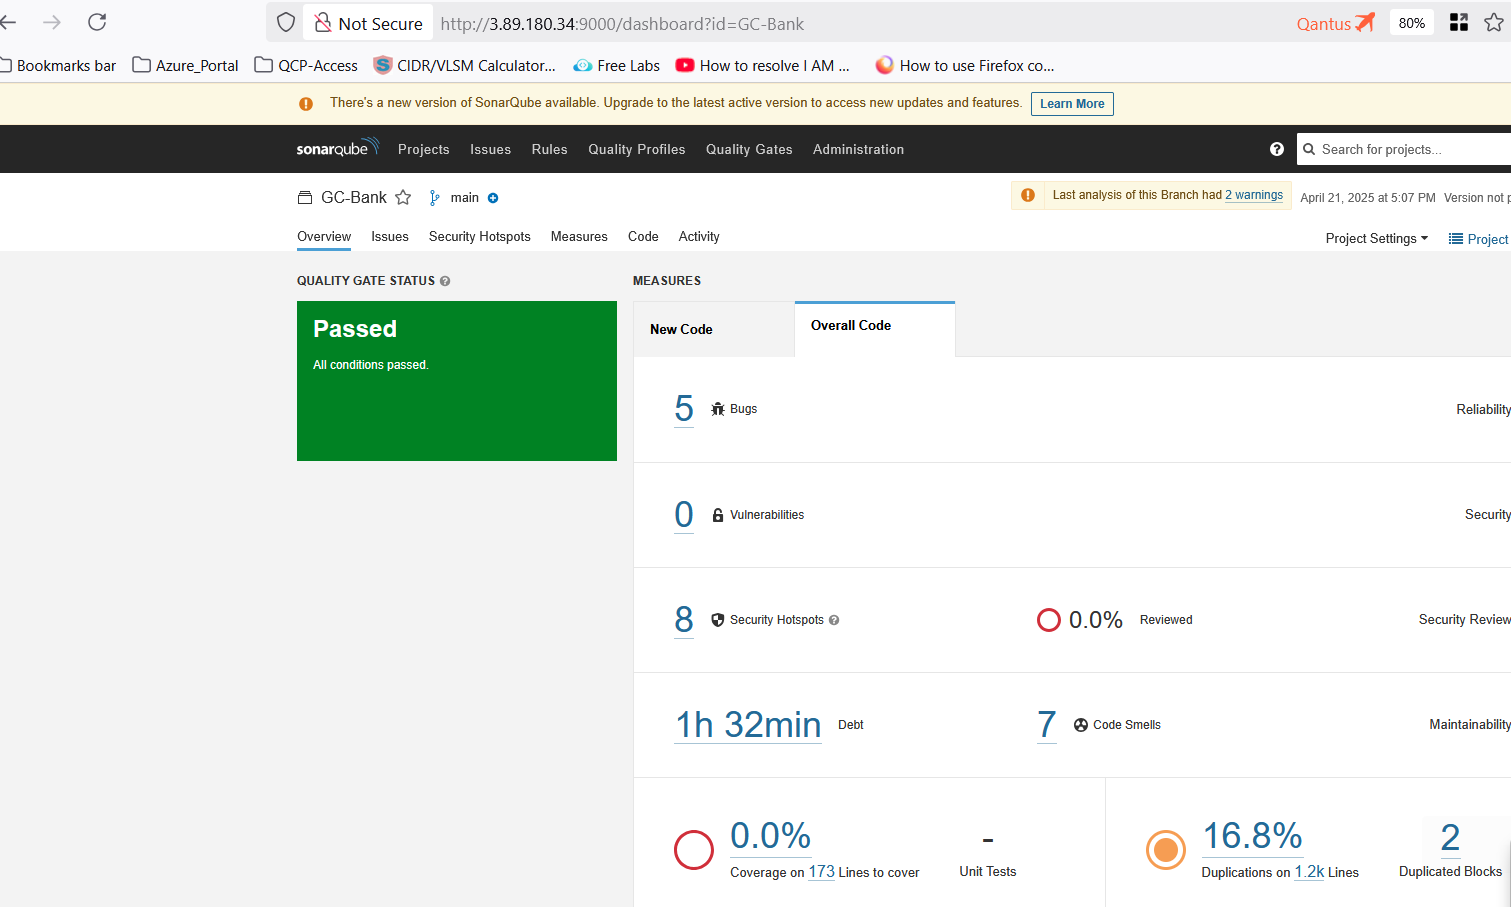 Not Secure http://3.89.180.34:9000/dashboard?id=GC-Bank Qantus 80%
Bookmarks bar Azure_Portal QCP-Access CIDR/VLSM Calculator... Free Labs How to resolve I AM ... How to use Firefox co...
There's a new version of SonarQube available. Upgrade to the latest active version to access new updates and features. Learn More
sonarqube Projects Issues Rules Quality Profiles Quality Gates Administration ? Search for projects...
GC-Bank main Last analysis of this Branch had 2 warnings April 21, 2025 at 5:07 PM Version not p
Overview Issues Security Hotspots Measures Code Activity Project Settings Project
QUALITY GATE STATUS ? MEASURES
Passed
All conditions passed.
New Code Overall Code
5 Bugs Reliability
0 Vulnerabilities Security
8 Security Hotspots ? 0.0% Reviewed Security Review
1h 32min Debt 7 Code Smells Maintainability
0.0% - 16.8% 2
Coverage on 173 Lines to cover Unit Tests Duplications on 1.2k Lines Duplicated Blocks